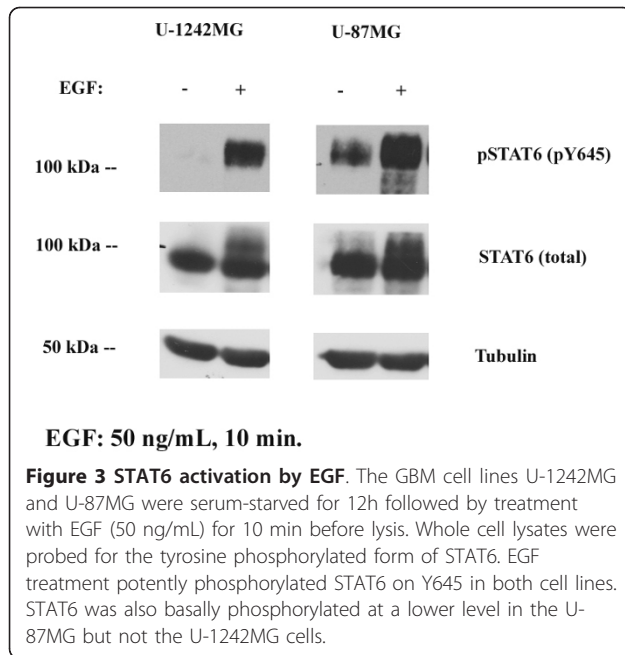 U-1242MG U-87MG
EGF: - + - +
100 kDa -- pSTAT6 (pY645)
100 kDa -- STAT6 (total)
50 kDa -- Tubulin
EGF: 50 ng/mL, 10 min.
Figure 3 STAT6 activation by EGF. The GBM cell lines U-1242MG
and U-87MG were serum-starved for 12h followed by treatment
with EGF (50 ng/mL) for 10 min before lysis. Whole cell lysates were
probed for the tyrosine phosphorylated form of STAT6. EGF
treatment potently phosphorylated STAT6 on Y645 in both cell lines.
STAT6 was also basally phosphorylated at a lower level in the U-
87MG but not the U-1242MG cells.